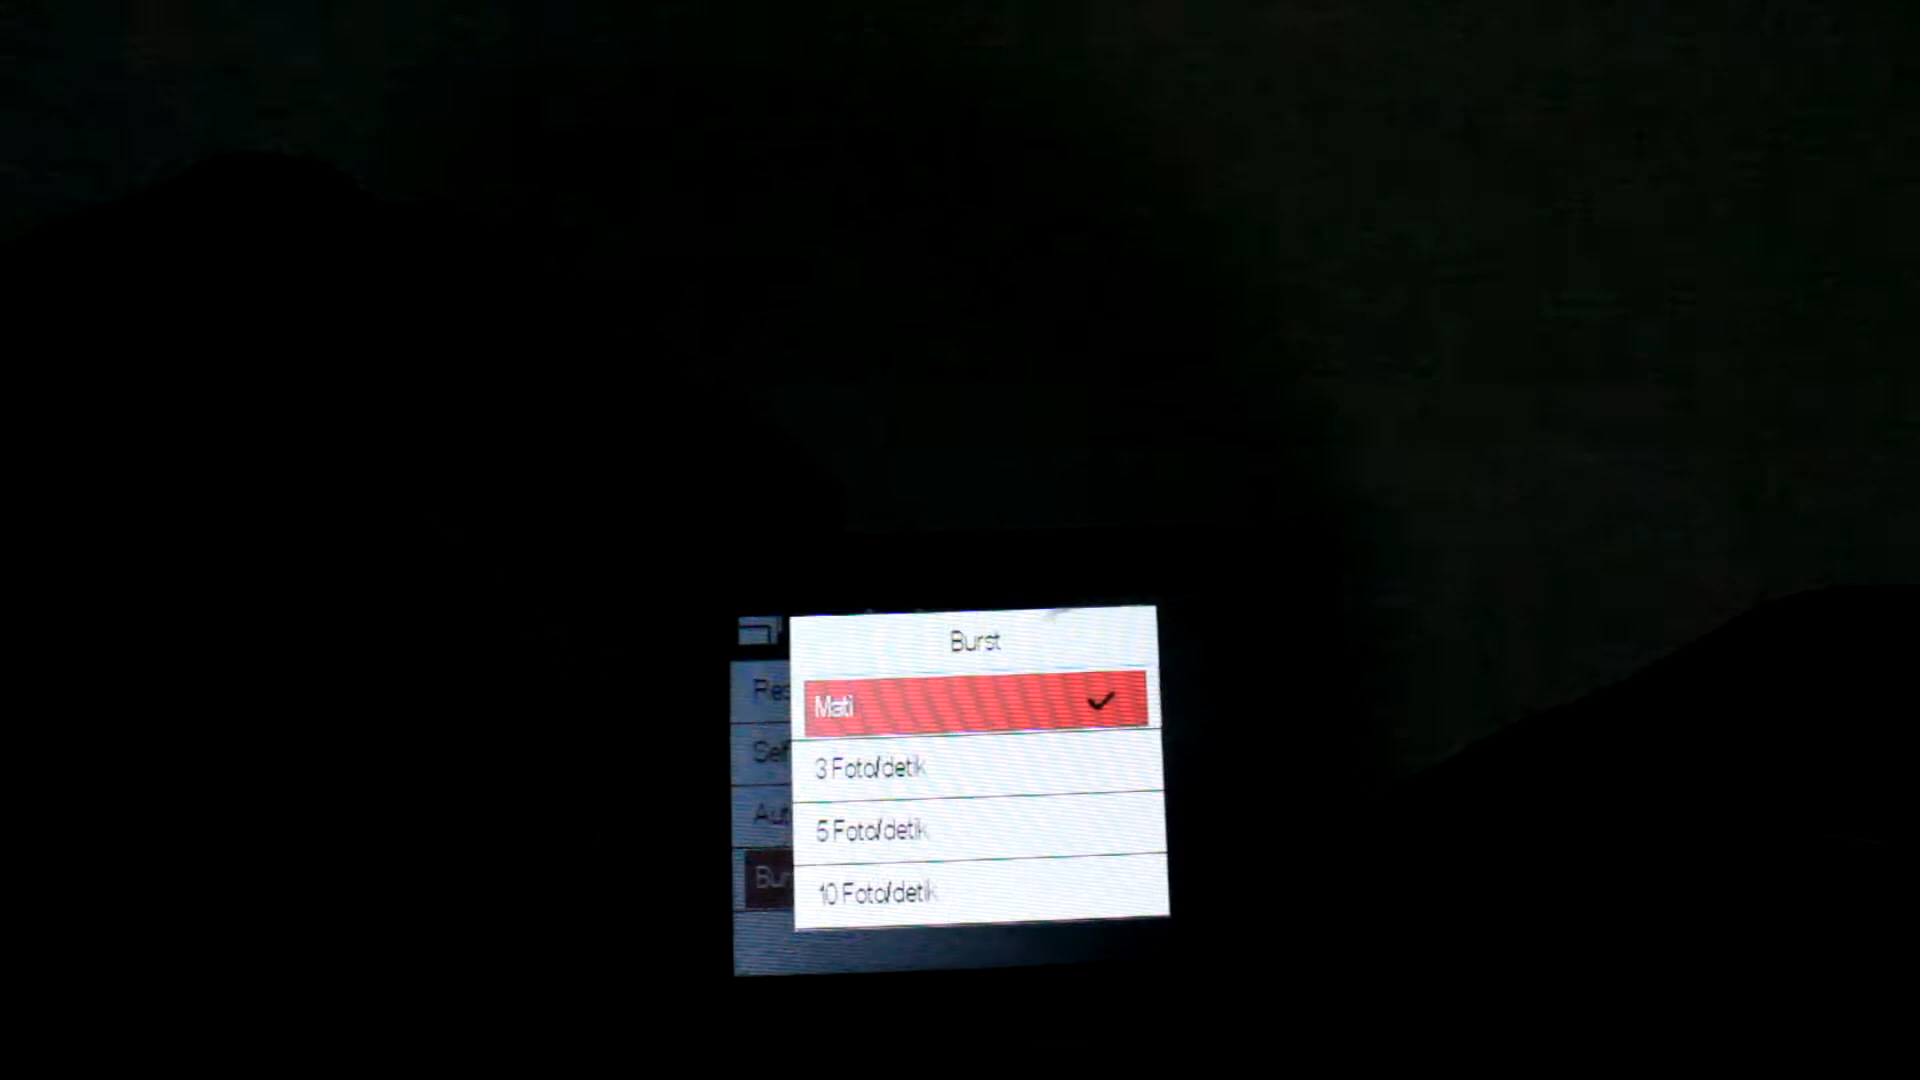 Burst
Mati
3 Foto/detik
5 Foto/detik
10 Foto/detik